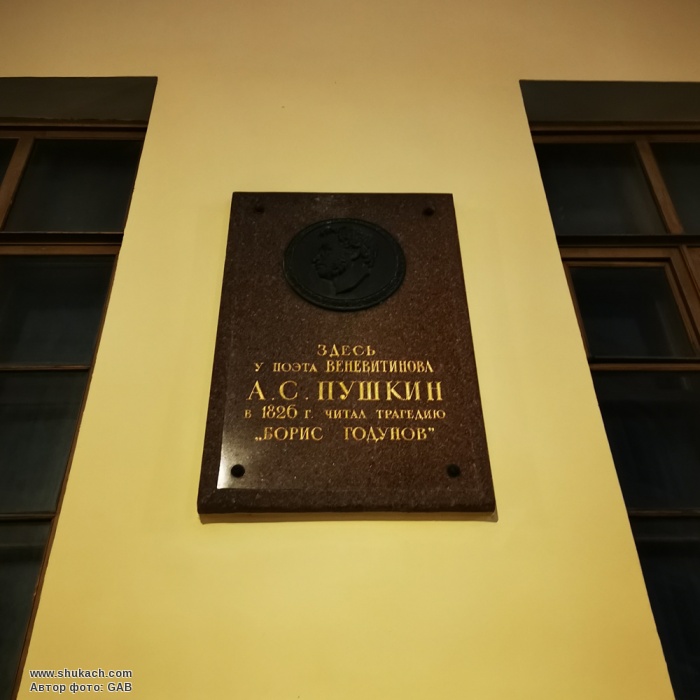 ЗДЕСЬ
У ПОЭТА ВЕНЕВИТИНОВА
А.С.ПУШКИН
В 1826 Г. ЧИТАЛ ТРАГЕДИЮ
„БОРИС ГОДУНОВ”
www.shukach.com
Автор фото: GAB